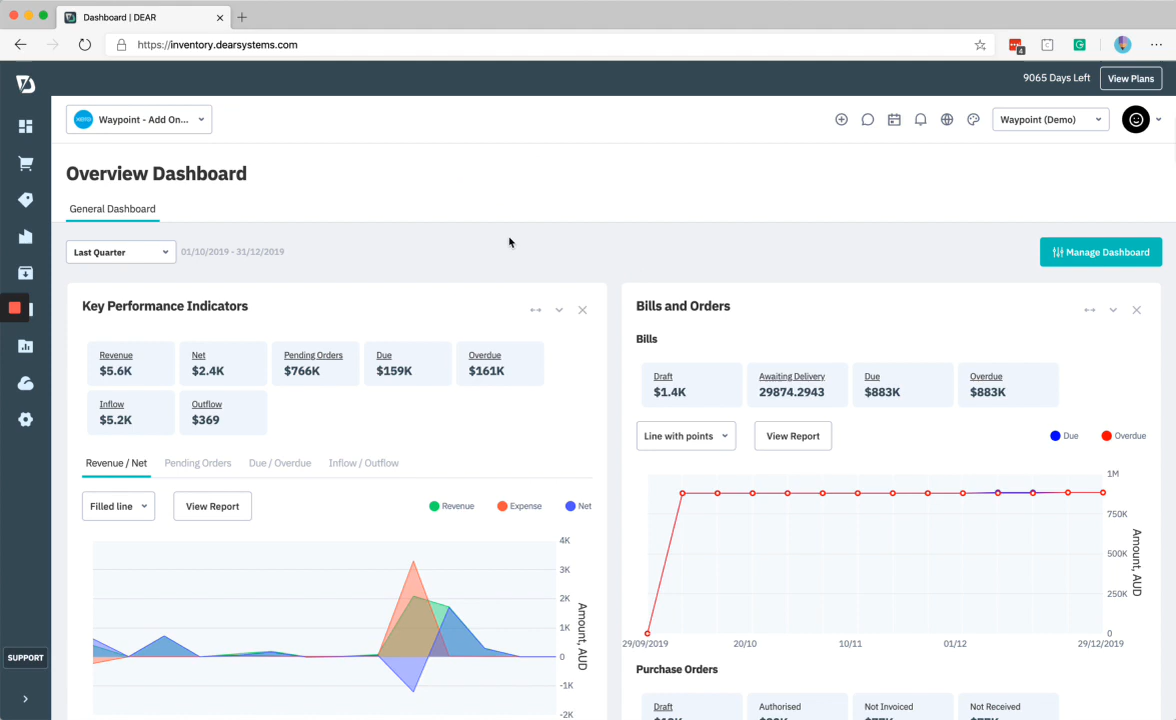 Dashboard | DEAR
https://inventory.dearsystems.com
4
9065 Days Left
View Plans
Waypoint - Add On...
Waypoint (Demo)
Overview Dashboard
General Dashboard
Last Quarter
01/10/2019 - 31/12/2019
Manage Dashboard
Key Performance Indicators
Revenue
$5.6K
Net
$2.4K
Pending Orders
$766K
Due
$159K
Overdue
$161K
Inflow
$5.2K
Outflow
$369
Revenue / Net
Pending Orders
Due / Overdue
Inflow / Outflow
Filled line
View Report
Revenue
Expense
Net
4K
3K
2K
1K
0
-1K
-2K
Amount, AUD
Bills and Orders
Bills
Draft
$1.4K
Awaiting Delivery
29874.2943
Due
$883K
Overdue
$883K
Line with points
View Report
Due
Overdue
1M
750K
500K
250K
0
Amount, AUD
29/09/2019
20/10
10/11
01/12
29/12/2019
Purchase Orders
Draft
Authorised
Not Invoiced
Not Received
SUPPORT